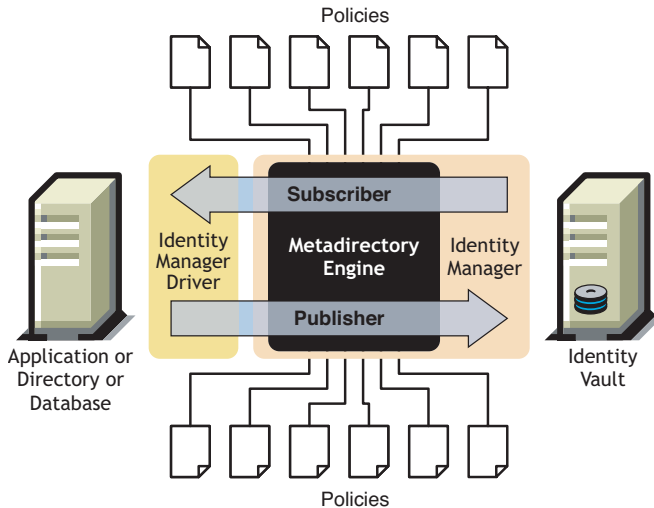 Policies
Subscriber
Identity
Manager
Driver
Metadirectory
Engine
Identity
Manager
Publisher
Application or
Directory or
Database
Identity
Vault
Policies